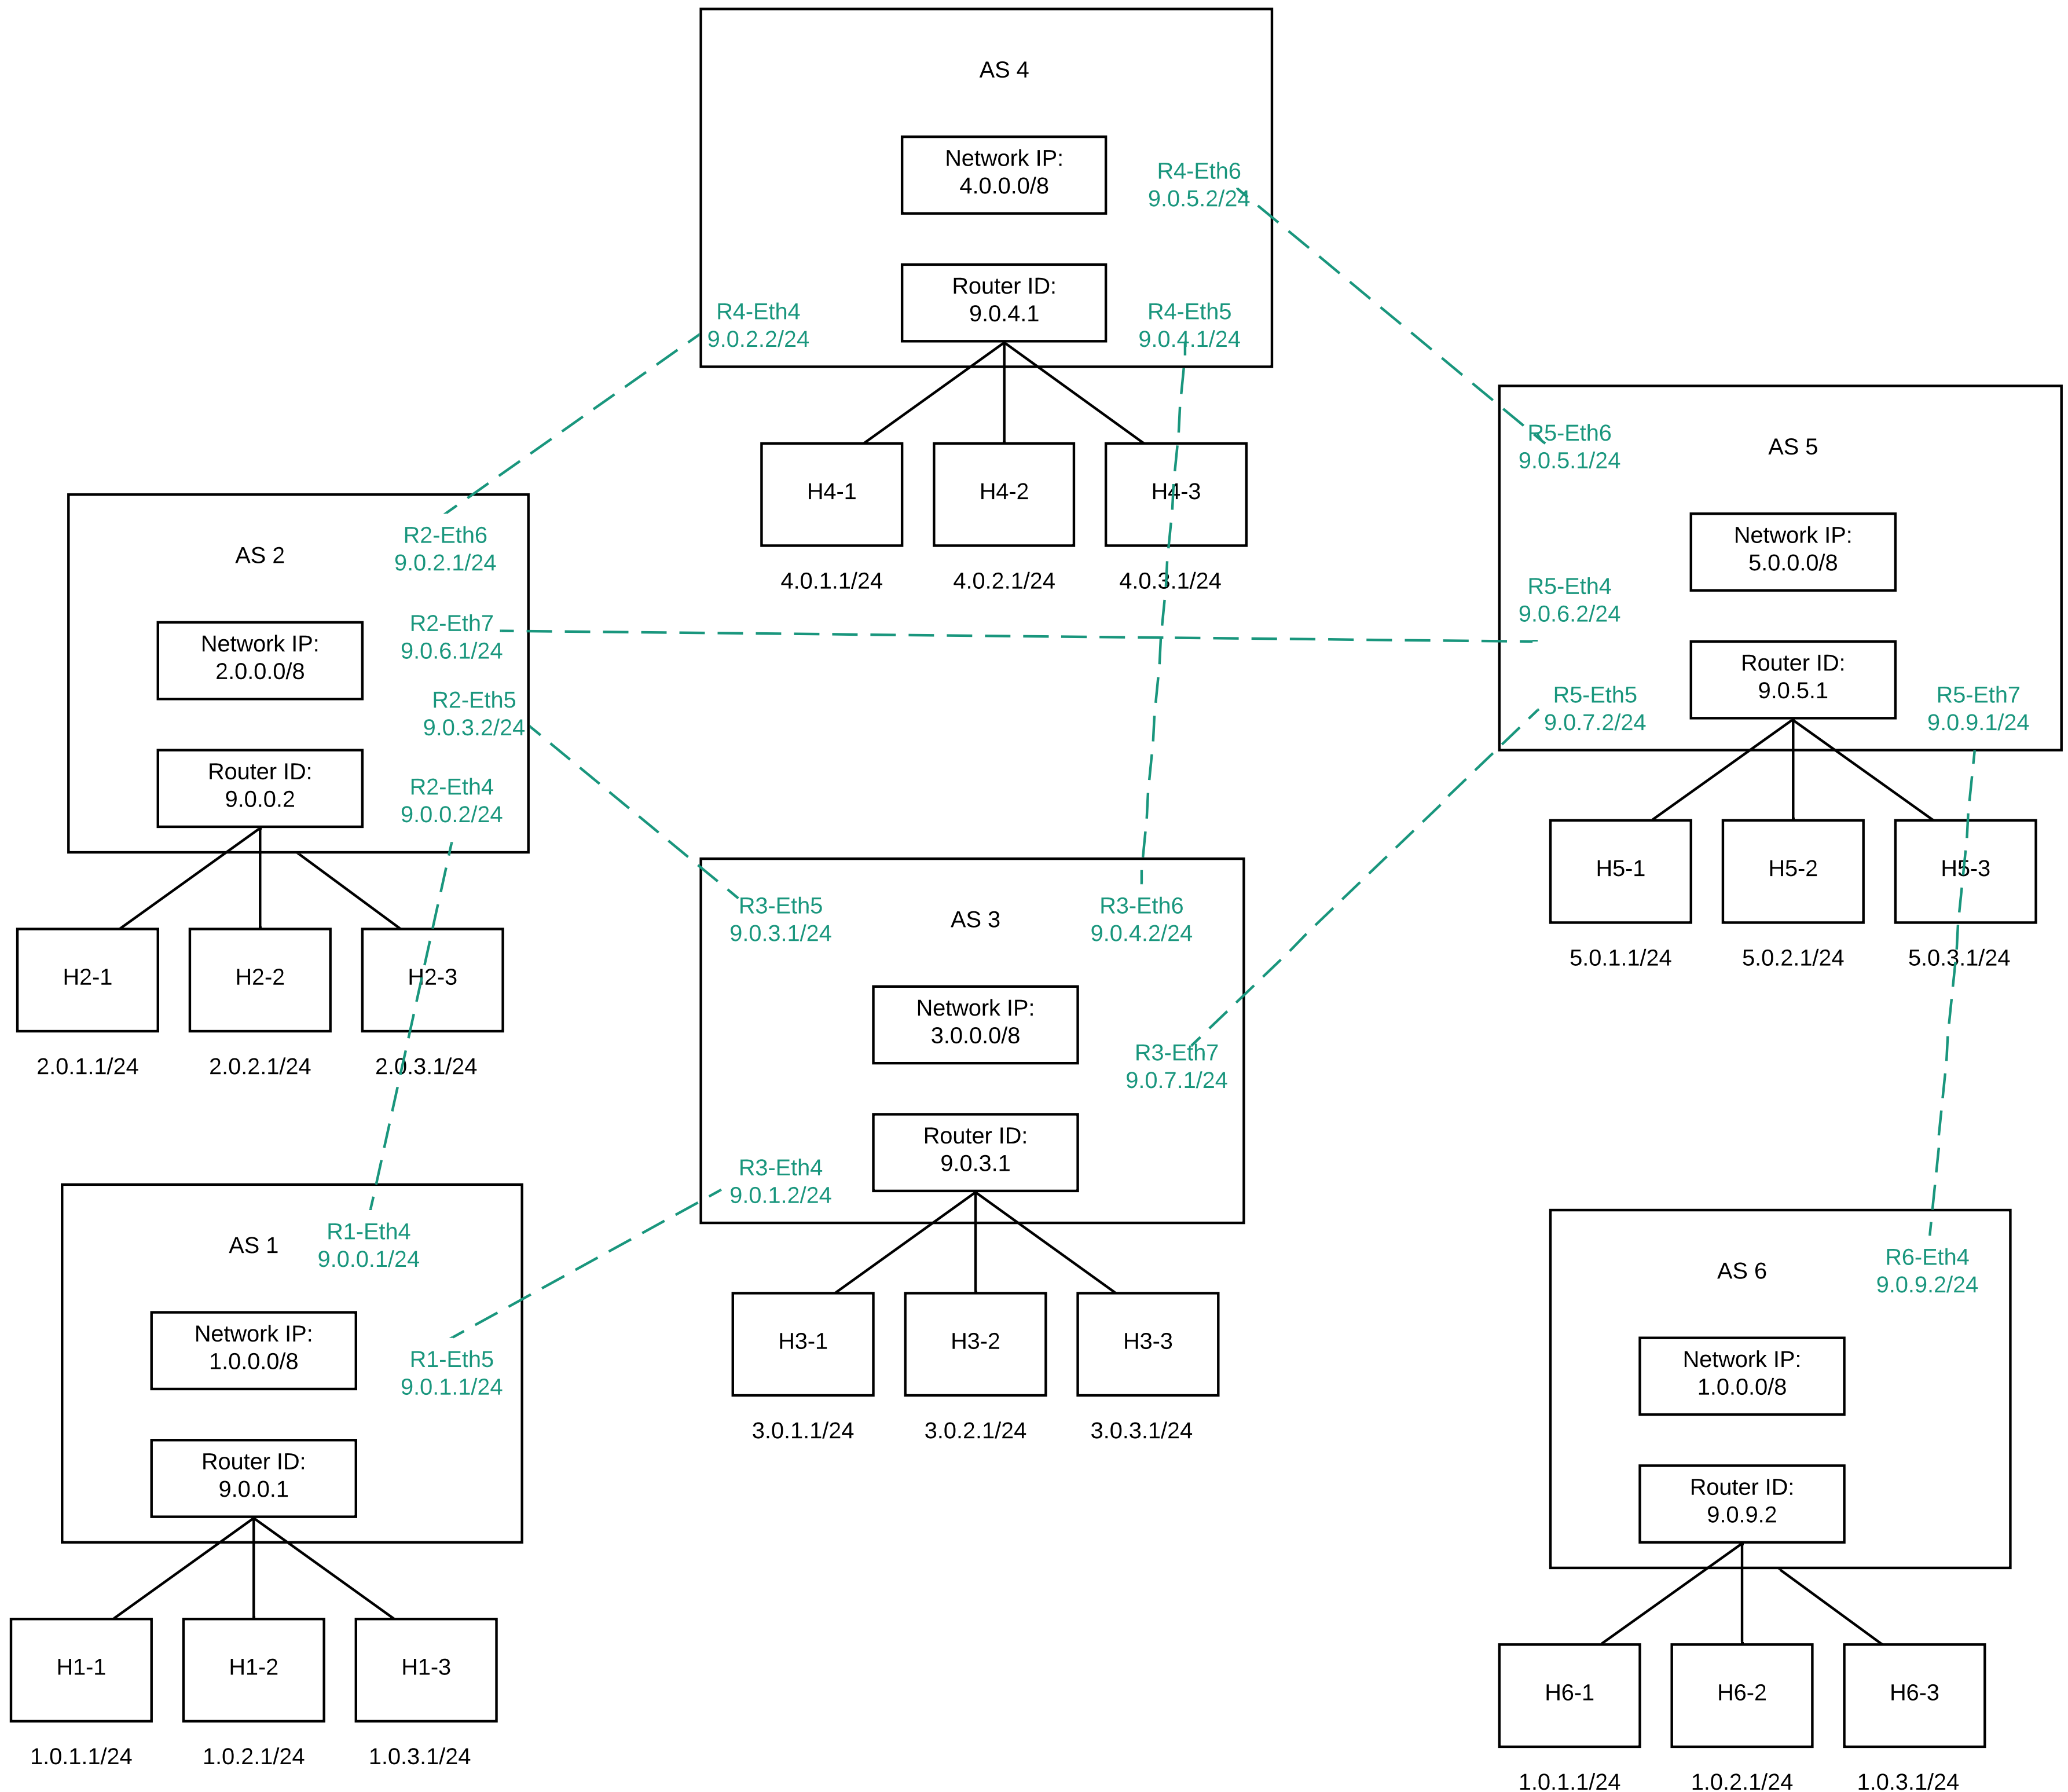 AS 4
Network IP:
4.0.0.0/8
R4-Eth6
9.0.5.2/24
Router ID:
9.0.4.1
R4-Eth4
9.0.2.2/24
R4-Eth5
9.0.4.1/24
H4-1
H4-2
H4-3
4.0.1.1/24
4.0.2.1/24
4.0.3.1/24
AS 5
R5-Eth6
9.0.5.1/24
Network IP:
5.0.0.0/8
R5-Eth4
9.0.6.2/24
Router ID:
9.0.5.1
R5-Eth5
9.0.7.2/24
R5-Eth7
9.0.9.1/24
H5-1
H5-2
H5-3
5.0.1.1/24
5.0.2.1/24
5.0.3.1/24
AS 2
R2-Eth6
9.0.2.1/24
R2-Eth7
9.0.6.1/24
Network IP:
2.0.0.0/8
R2-Eth5
9.0.3.2/24
Router ID:
9.0.0.2
R2-Eth4
9.0.0.2/24
H2-1
H2-2
H2-3
2.0.1.1/24
2.0.2.1/24
2.0.3.1/24
R3-Eth5
9.0.3.1/24
AS 3
R3-Eth6
9.0.4.2/24
Network IP:
3.0.0.0/8
R3-Eth7
9.0.7.1/24
Router ID:
9.0.3.1
R3-Eth4
9.0.1.2/24
H3-1
H3-2
H3-3
3.0.1.1/24
3.0.2.1/24
3.0.3.1/24
AS 1
R1-Eth4
9.0.0.1/24
Network IP:
1.0.0.0/8
R1-Eth5
9.0.1.1/24
Router ID:
9.0.0.1
H1-1
H1-2
H1-3
1.0.1.1/24
1.0.2.1/24
1.0.3.1/24
AS 6
R6-Eth4
9.0.9.2/24
Network IP:
1.0.0.0/8
Router ID:
9.0.9.2
H6-1
H6-2
H6-3
1.0.1.1/24
1.0.2.1/24
1.0.3.1/24